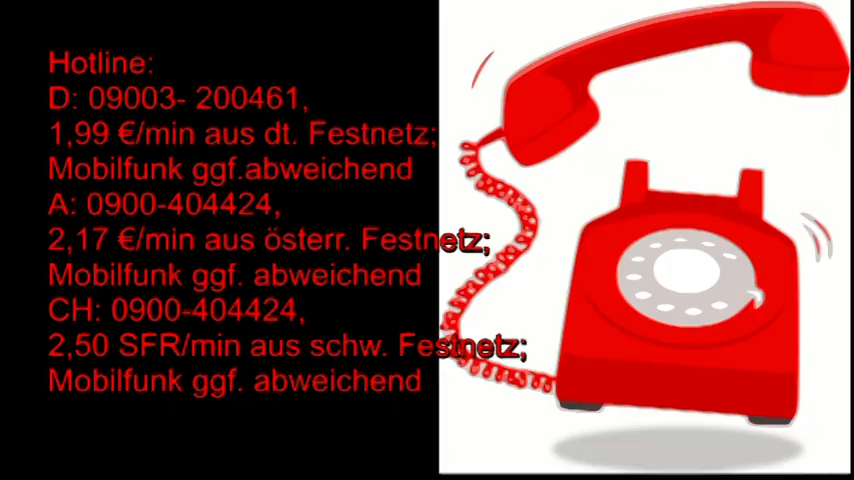 Hotline:
D: 09003- 200461,
1,99 €/min aus dt. Festnetz;
Mobilfunk ggf.abweichend
A: 0900-404424,
2,17 €/min aus österr. Festnetz;
Mobilfunk ggf. abweichend
CH: 0900-404424,
2,50 SFR/min aus schw. Festnetz;
Mobilfunk ggf. abweichend